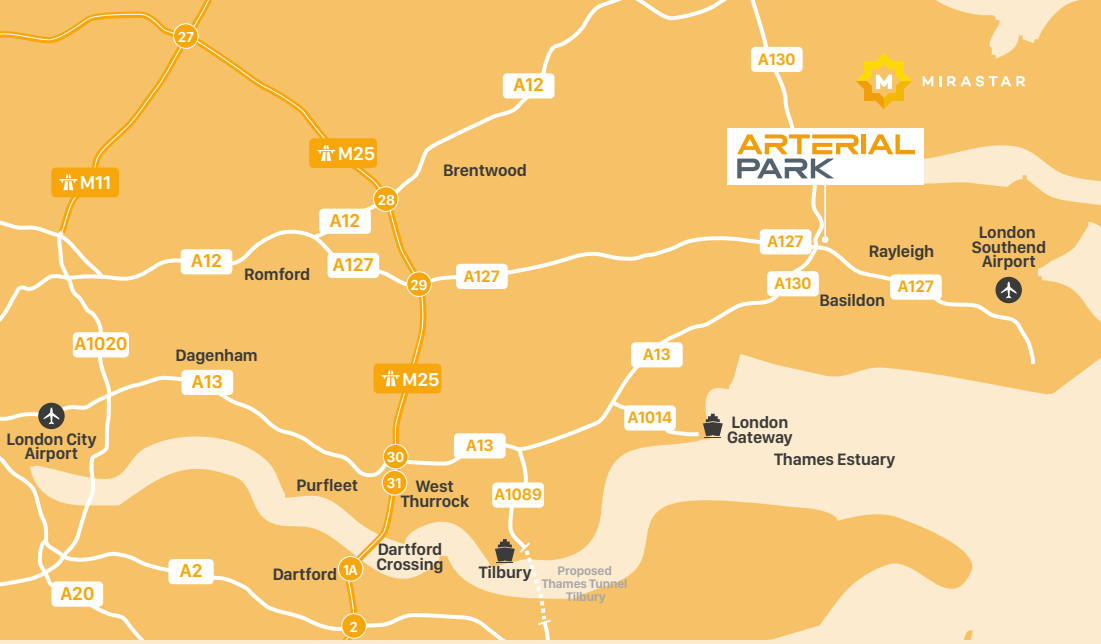 27
A130
A12
M
MIRASTAR
ARTERIAL
PARK
M25
M11
Brentwood
28
A12
A127
Rayleigh
London
Southend
Airport
A12
Romford
A127
29
A127
A130
Basildon
A127
A1020
Dagenham
A13
A13
M25
London City
Airport
A1014
London
Gateway
Thames Estuary
A13
30
31
Purfleet
West
Thurrock
A1089
Dartford
Crossing
Tilbury
Proposed
Thames Tunnel
Tilbury
A2
Dartford
1A
A20
2